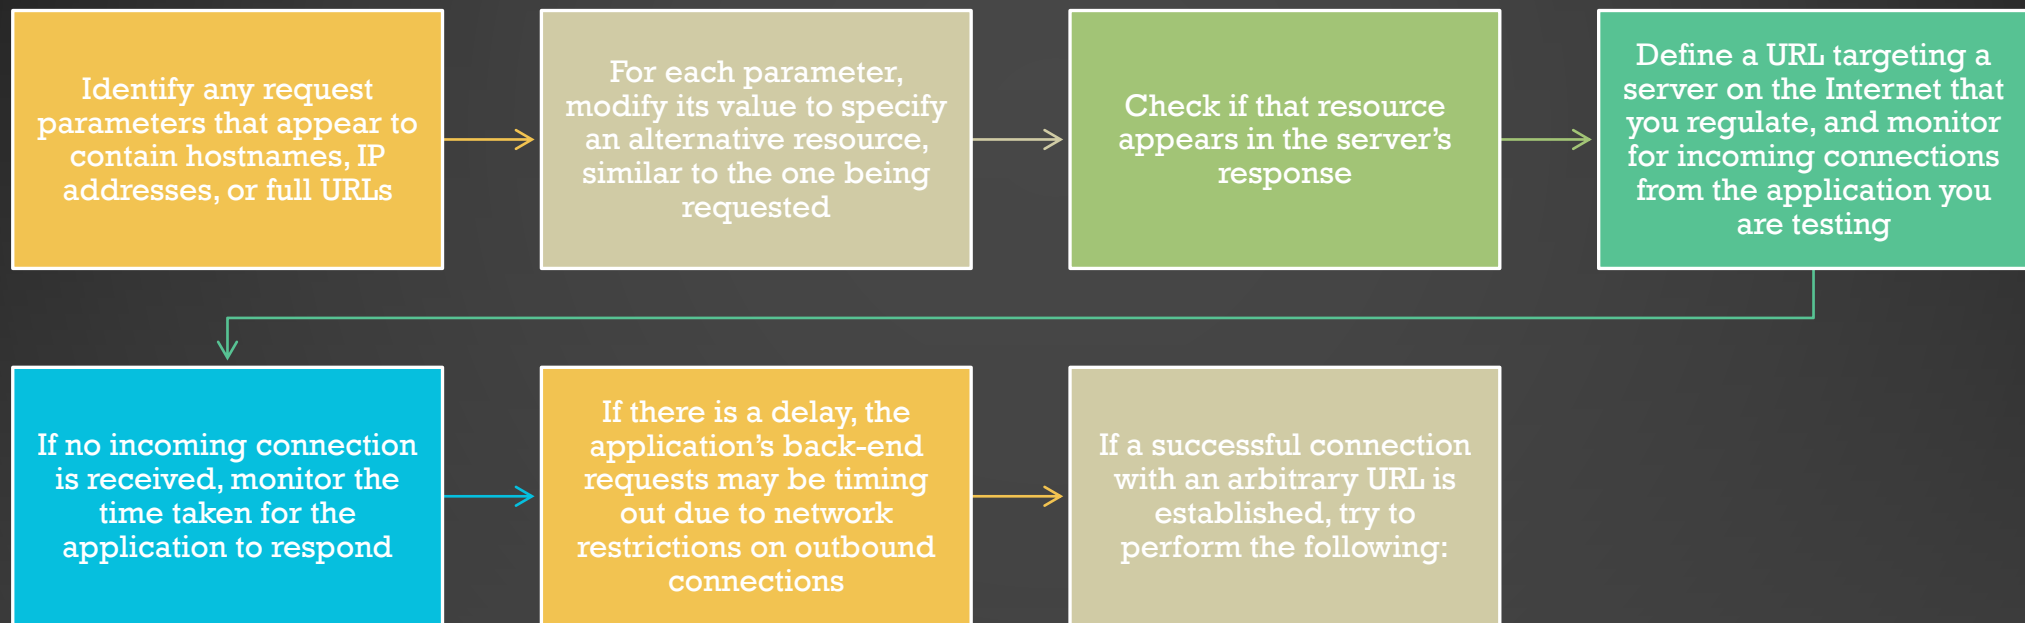 Identify any request
parameters that appear to
contain hostnames, IP
addresses, or full URLs
For each parameter,
modify its value to specify
an alternative resource,
similar to the one being
requested
Check if that resource
appears in the server’s
response
Define a URL targeting a
server on the Internet that
you regulate, and monitor
for incoming connections
from the application you
are testing
If no incoming connection
is received, monitor the
time taken for the
application to respond
If there is a delay, the
application’s back-end
requests may be timing
out due to network
restrictions on outbound
connections
If a successful connection
with an arbitrary URL is
established, try to
perform the following: